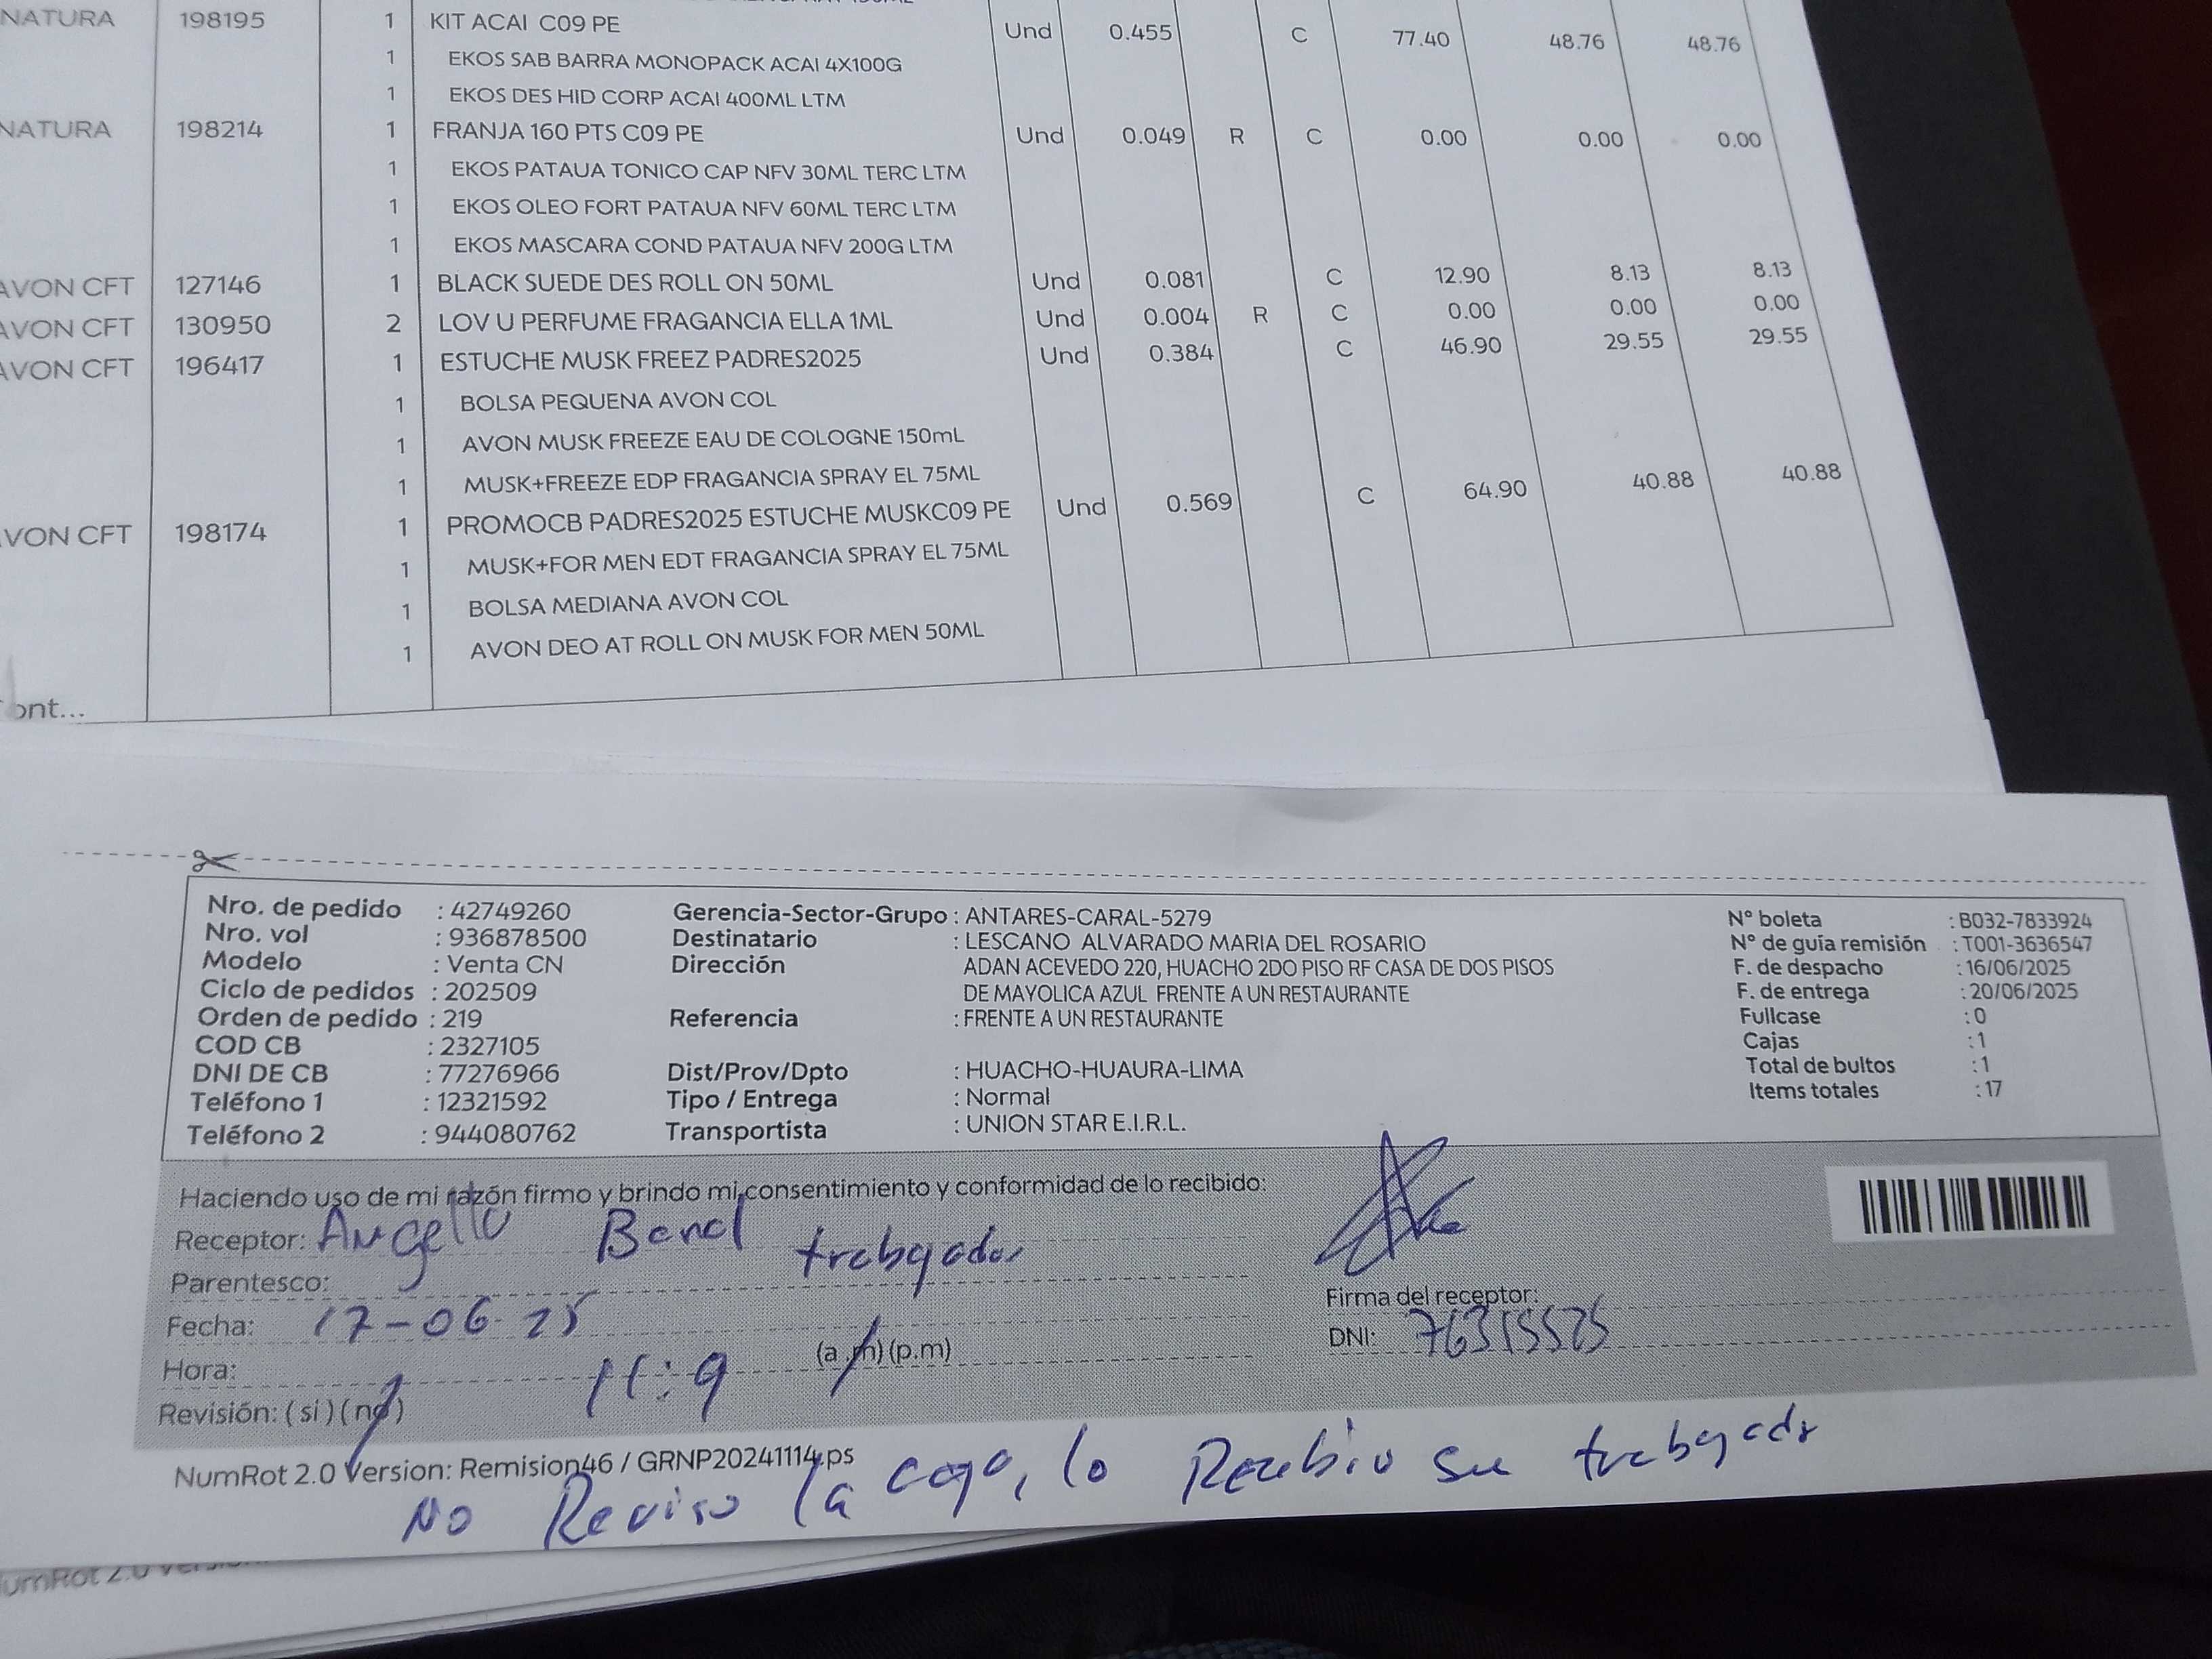 NATURA 198195 1 KIT ACAI C09 PE Und 0.455 C 77.40 48.76 48.76
1 EKOS SAB BARRA MONOPACK ACAI 4X100G
1 EKOS DES HID CORP ACAI 400ML LTM
NATURA 198214 1 FRANJA 160 PTS C09 PE Und 0.049 R C 0.00 0.00 0.00
1 EKOS PATAUA TONICO CAP NFV 30ML TERC LTM
1 EKOS OLEO FORT PATAUA NFV 60ML TERC LTM
1 EKOS MASCARA COND PATAUA NFV 200G LTM
AVON CFT 127146 1 BLACK SUEDE DES ROLL ON 50ML Und 0.081 C 12.90 8.13 8.13
AVON CFT 130950 2 LOV U PERFUME FRAGANCIA ELLA 1ML Und 0.004 R C 0.00 0.00 0.00
AVON CFT 196417 1 ESTUCHE MUSK FREEZ PADRES2025 Und 0.384 C 46.90 29.55 29.55
1 BOLSA PEQUENA AVON COL
1 AVON MUSK FREEZE EAU DE COLOGNE 150mL
1 MUSK+FREEZE EDP FRAGANCIA SPRAY EL 75ML
VON CFT 198174 1 PROMOCB PADRES2025 ESTUCHE MUSKC09 PE Und 0.569 C 64.90 40.88 40.88
1 MUSK+FOR MEN EDT FRAGANCIA SPRAY EL 75ML
1 BOLSA MEDIANA AVON COL
1 AVON DEO AT ROLL ON MUSK FOR MEN 50ML
ont...
Nro. de pedido : 42749260 Gerencia-Sector-Grupo : ANTARES-CARAL-5279 N° boleta : B032-7833924
Nro. vol : 936878500 Destinatario : LESCANO ALVARADO MARIA DEL ROSARIO N° de guía remisión : T001-3636547
Modelo : Venta CN Dirección ADAN ACEVEDO 220, HUACHO 2DO PISO RF CASA DE DOS PISOS F. de despacho : 16/06/2025
Ciclo de pedidos : 202509 DE MAYOLICA AZUL FRENTE A UN RESTAURANTE F. de entrega : 20/06/2025
Orden de pedido : 219 Referencia : FRENTE A UN RESTAURANTE Fullcase : 0
COD CB : 2327105 Cajas : 1
DNI DE CB : 77276966 Dist/Prov/Dpto : HUACHO-HUAURA-LIMA Total de bultos : 1
Teléfono 1 : 12321592 Tipo / Entrega : Normal Items totales : 17
Teléfono 2 : 944080762 Transportista : UNION STAR E.I.R.L.
Haciendo uso de mi razón firmo y brindo mi consentimiento y conformidad de lo recibido:
Receptor: Angello trabagador
Parentesco:
Firma del receptor:
Fecha: 17-06-25
DNI: 76315525
Hora: 11:9 (a.m) (p.m)
Revisión: (si) (no)
NumRot 2.0 Version: Remision46 / GRNP20241114.ps
No Reviso la caga, lo Recibio su trabagador
umRot 2.0